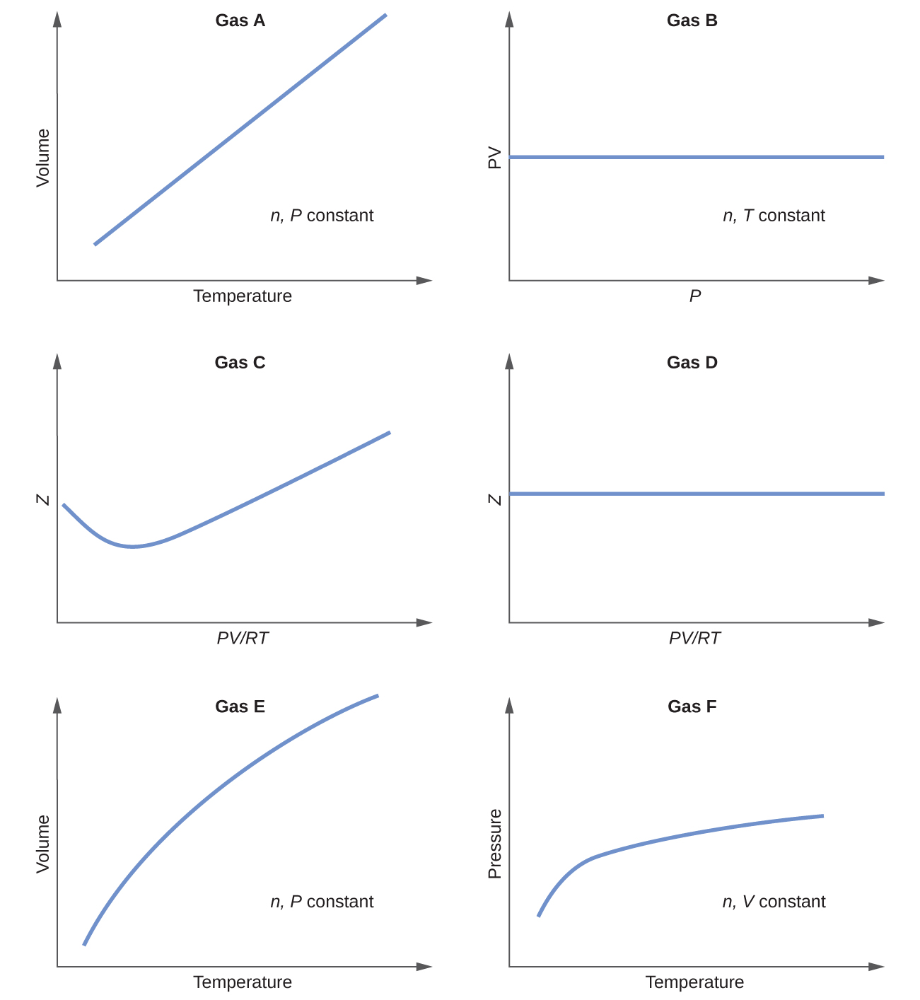 Gas A
Volume
n, P constant
Temperature
Gas B
PV
n, T constant
P
Gas C
Z
PV/RT
Gas D
Z
PV/RT
Gas E
Volume
n, P constant
Temperature
Gas F
Pressure
n, V constant
Temperature